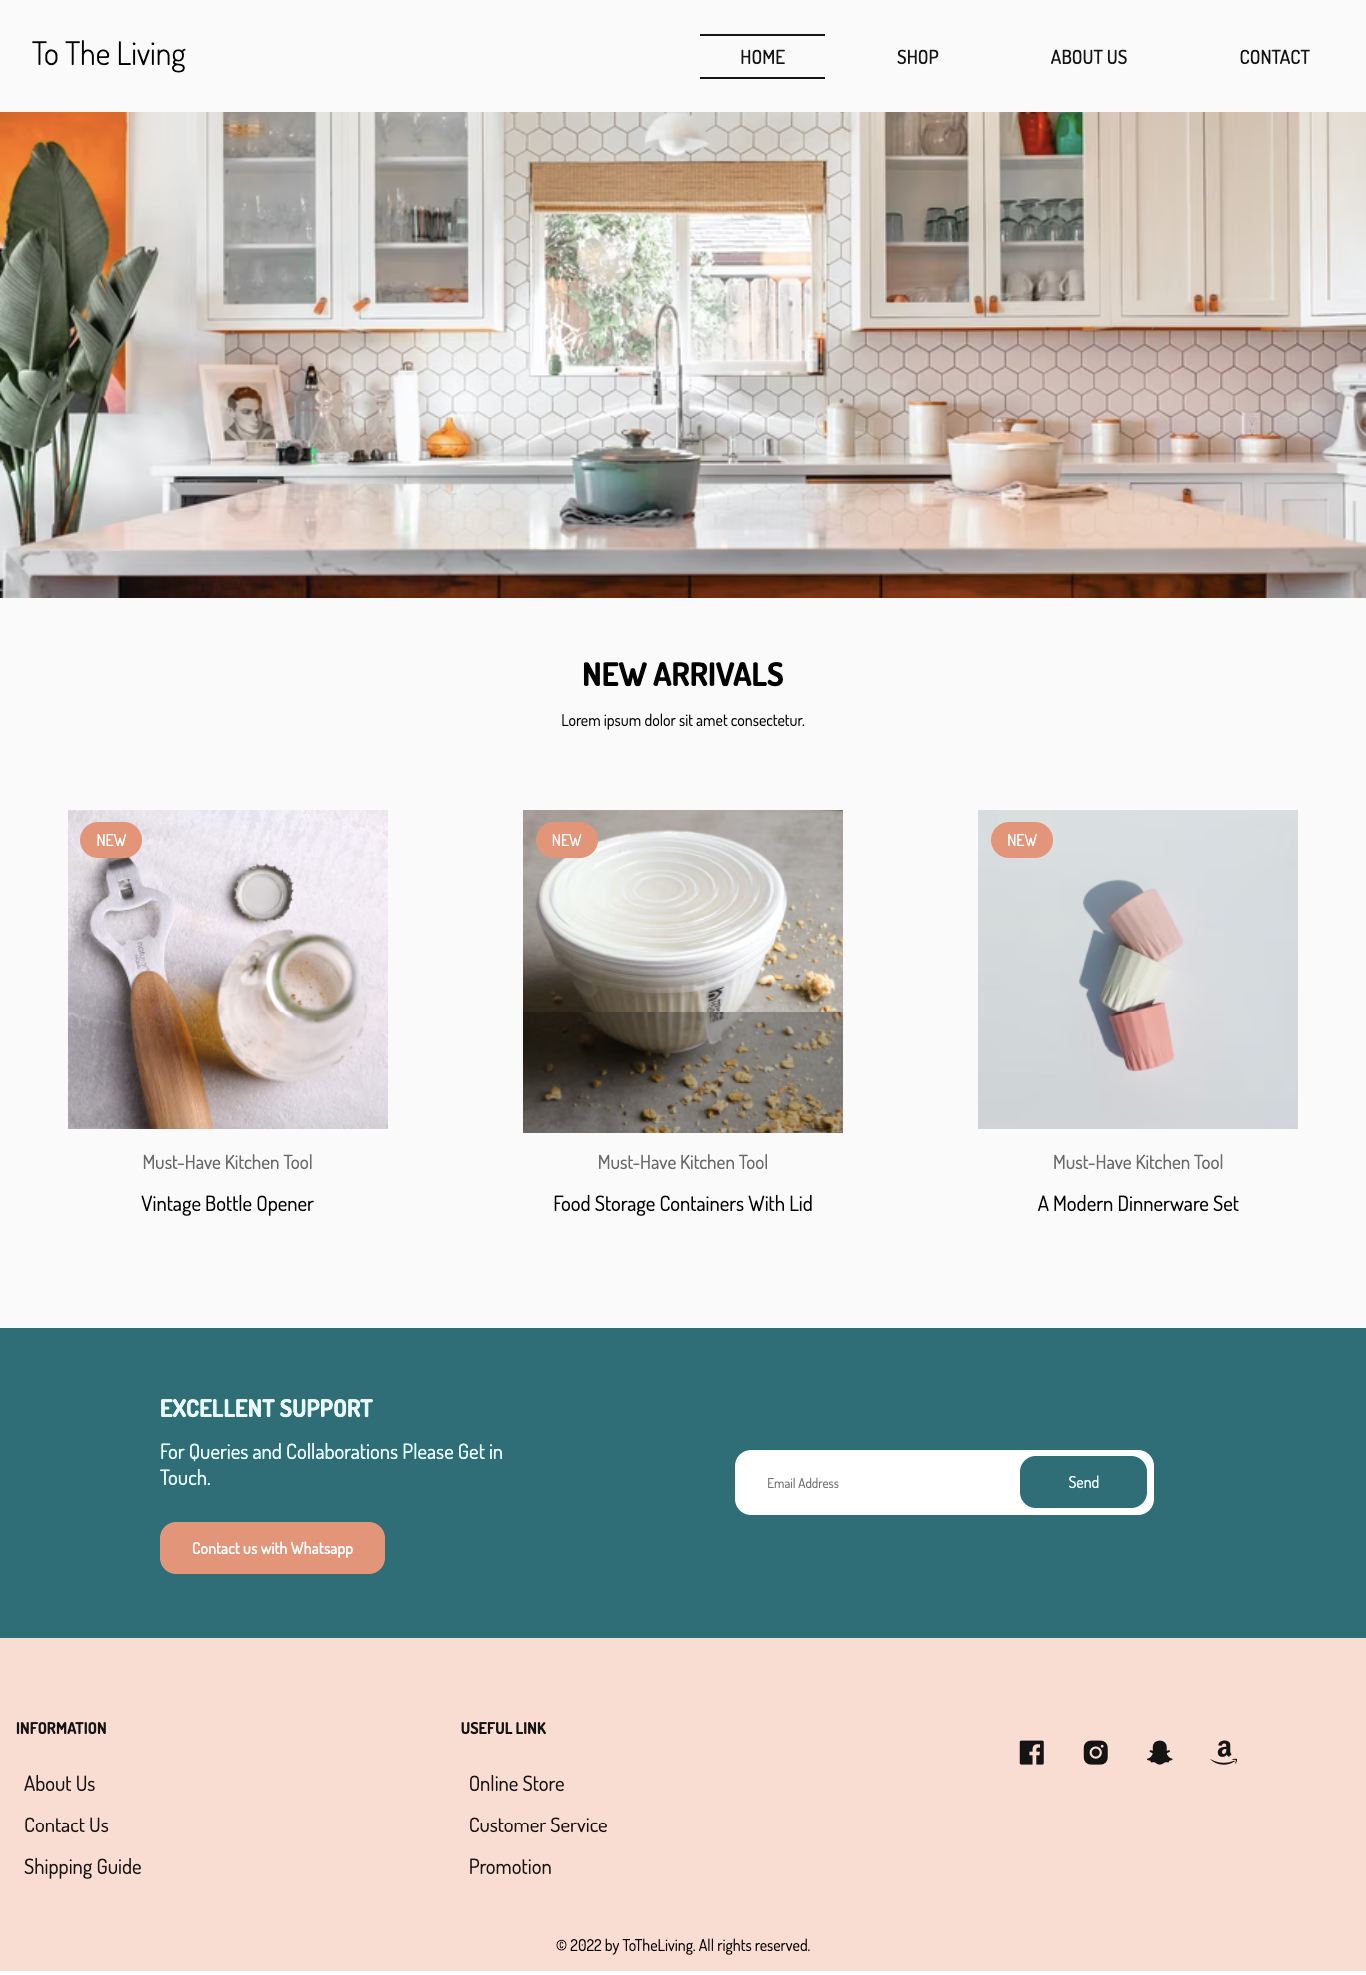 To The Living
HOME
SHOP
ABOUT US
CONTACT
NEW ARRIVALS
Lorem ipsum dolor sit amet consectetur.
NEW
NEW
NEW
Must-Have Kitchen Tool
Must-Have Kitchen Tool
Must-Have Kitchen Tool
Vintage Bottle Opener
Food Storage Containers With Lid
A Modern Dinnerware Set
EXCELLENT SUPPORT
For Queries and Collaborations Please Get in
Touch.
Email Address
Send
Contact us with Whatsapp
INFORMATION
About Us
Contact Us
Shipping Guide
USEFUL LINK
Online Store
Customer Service
Promotion
© 2022 by ToTheLiving. All rights reserved.